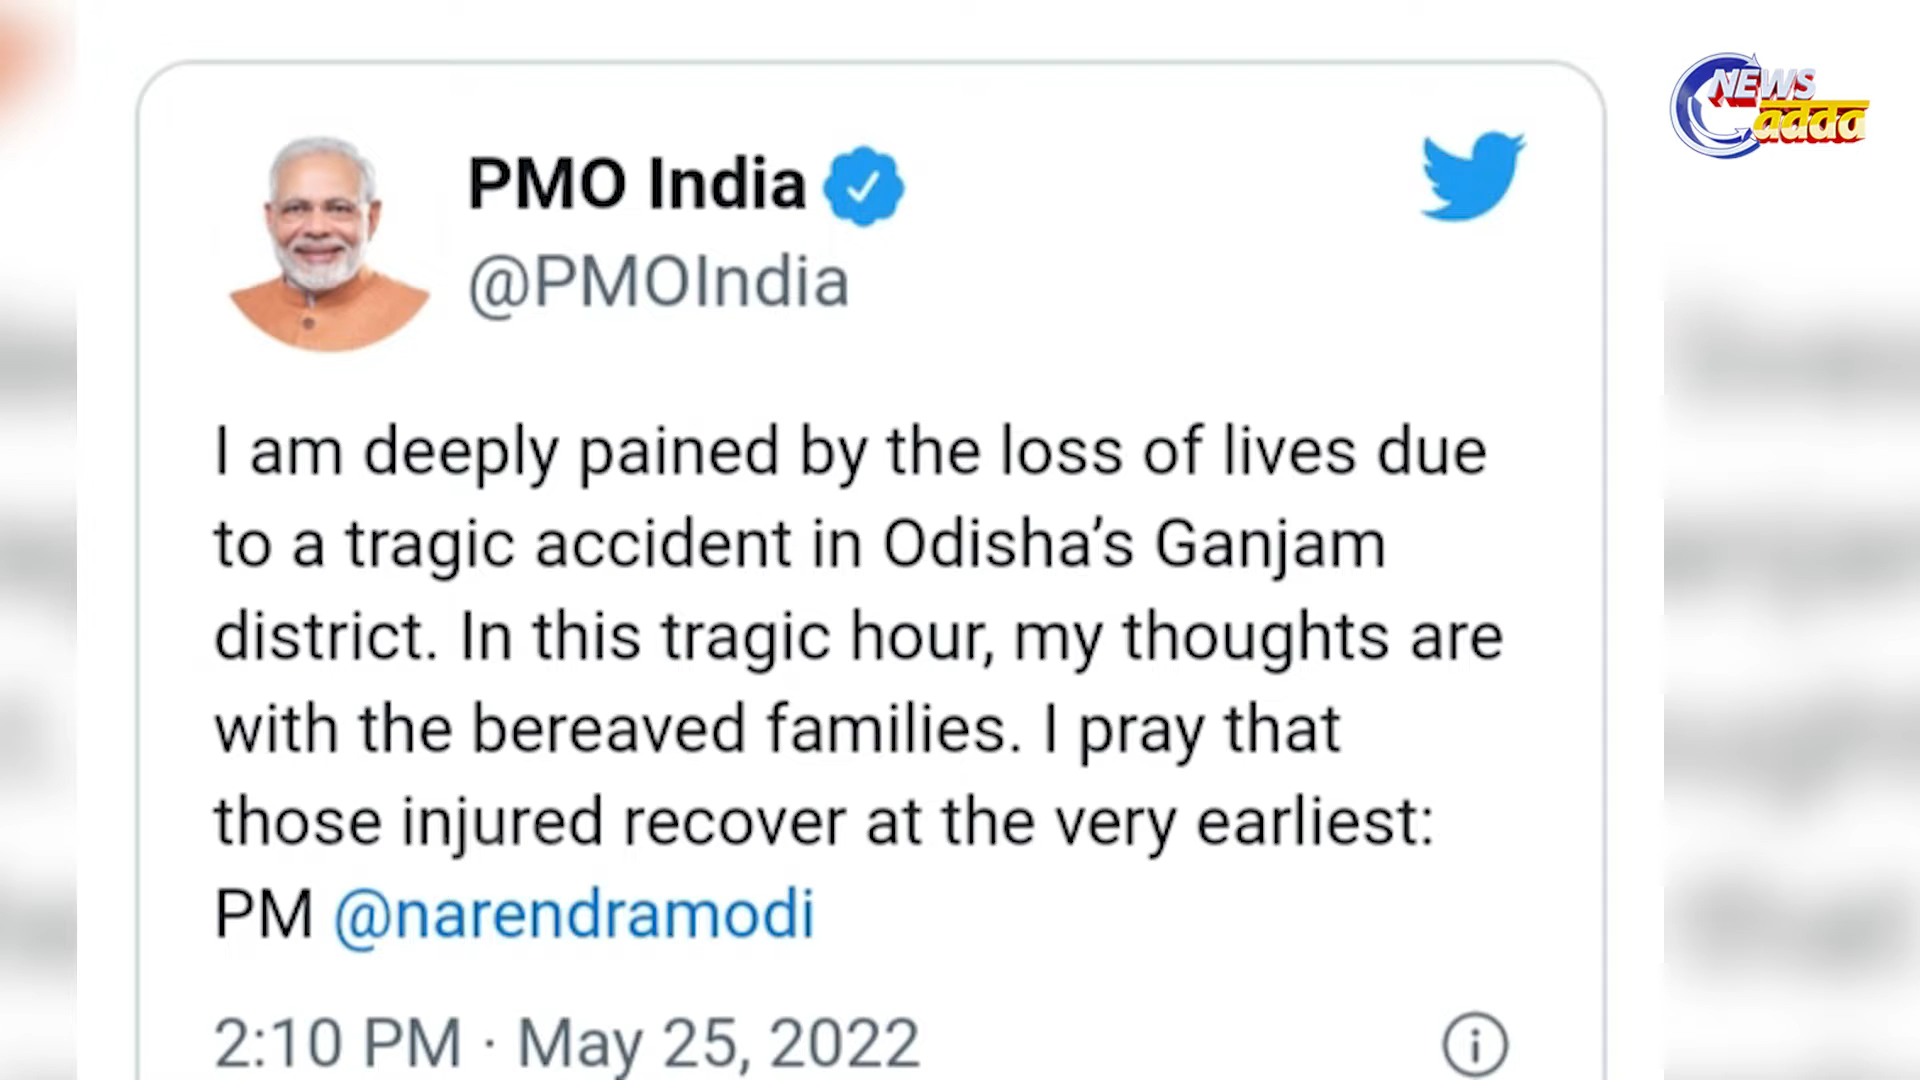 NEWS
adda
PMO India
@PMOIndia
I am deeply pained by the loss of lives due
to a tragic accident in Odisha’s Ganjam
district. In this tragic hour, my thoughts are
with the bereaved families. I pray that
those injured recover at the very earliest:
PM @narendramodi
2:10 PM · May 25, 2022